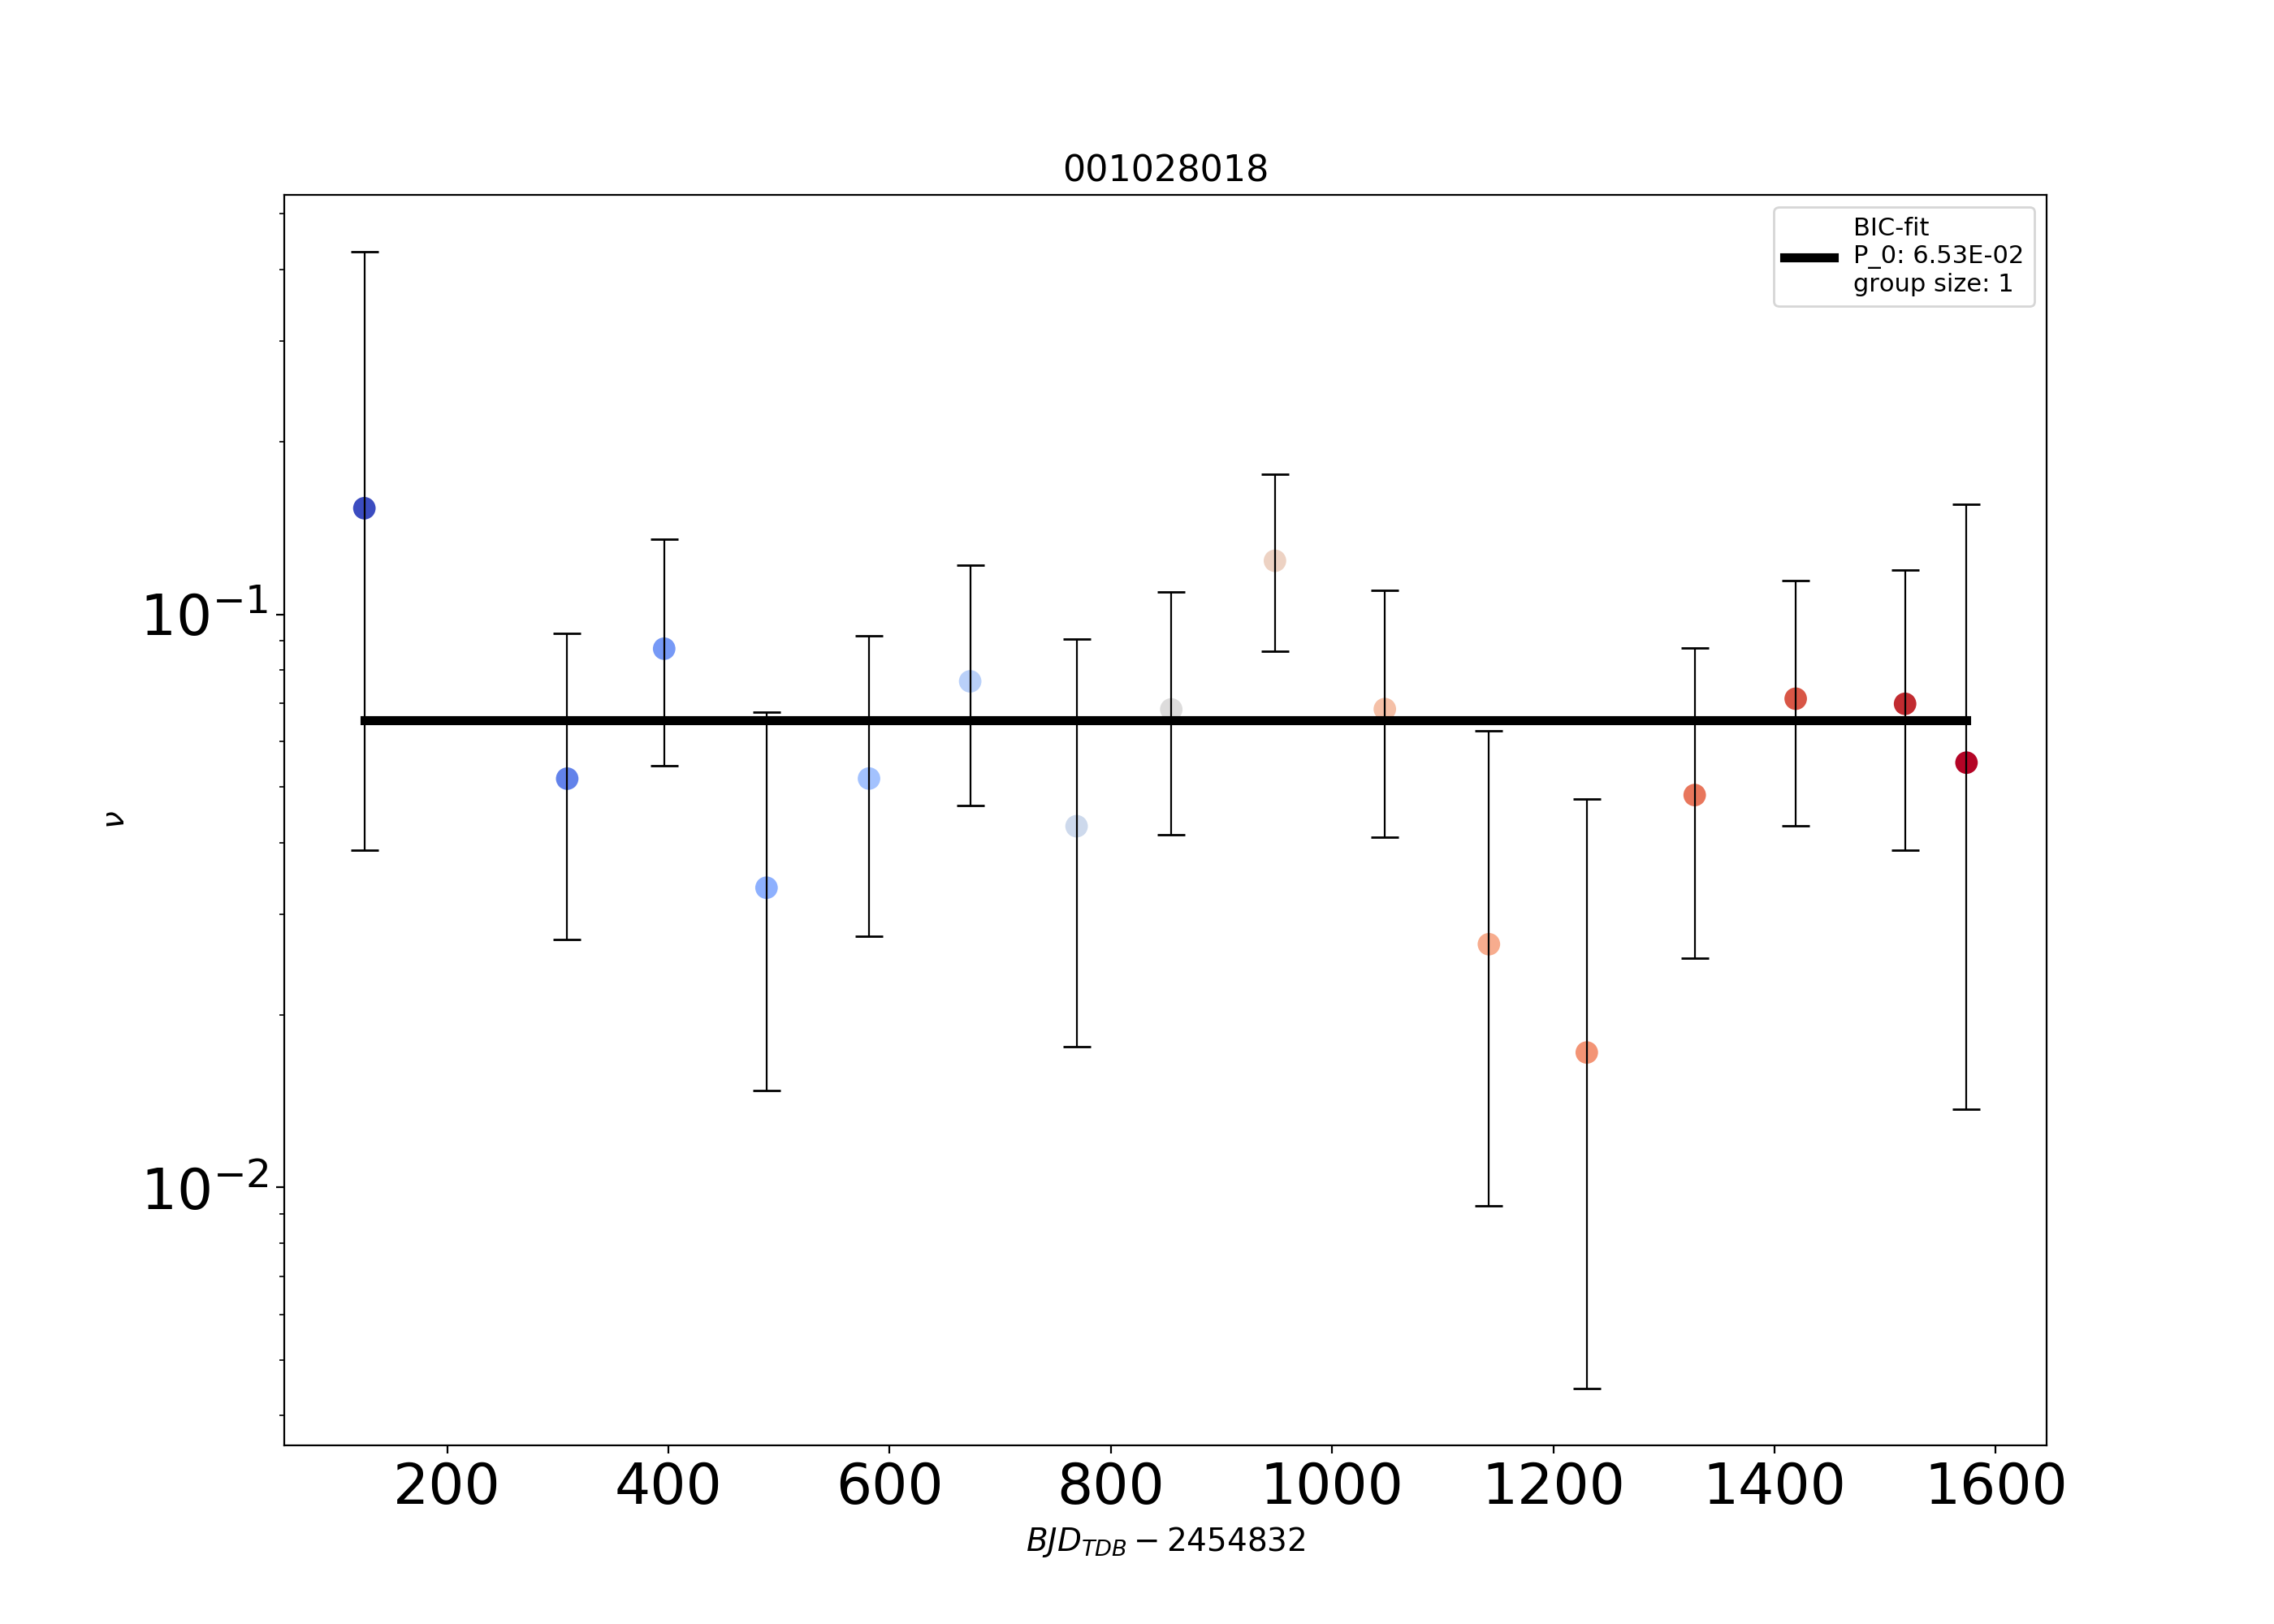 001028018
BIC-fit
P_0: 6.53E-02
group size: 1
10⁻¹
10⁻²
ν
200 400 600 800 1000 1200 1400 1600
BJD_TDB − 2454832